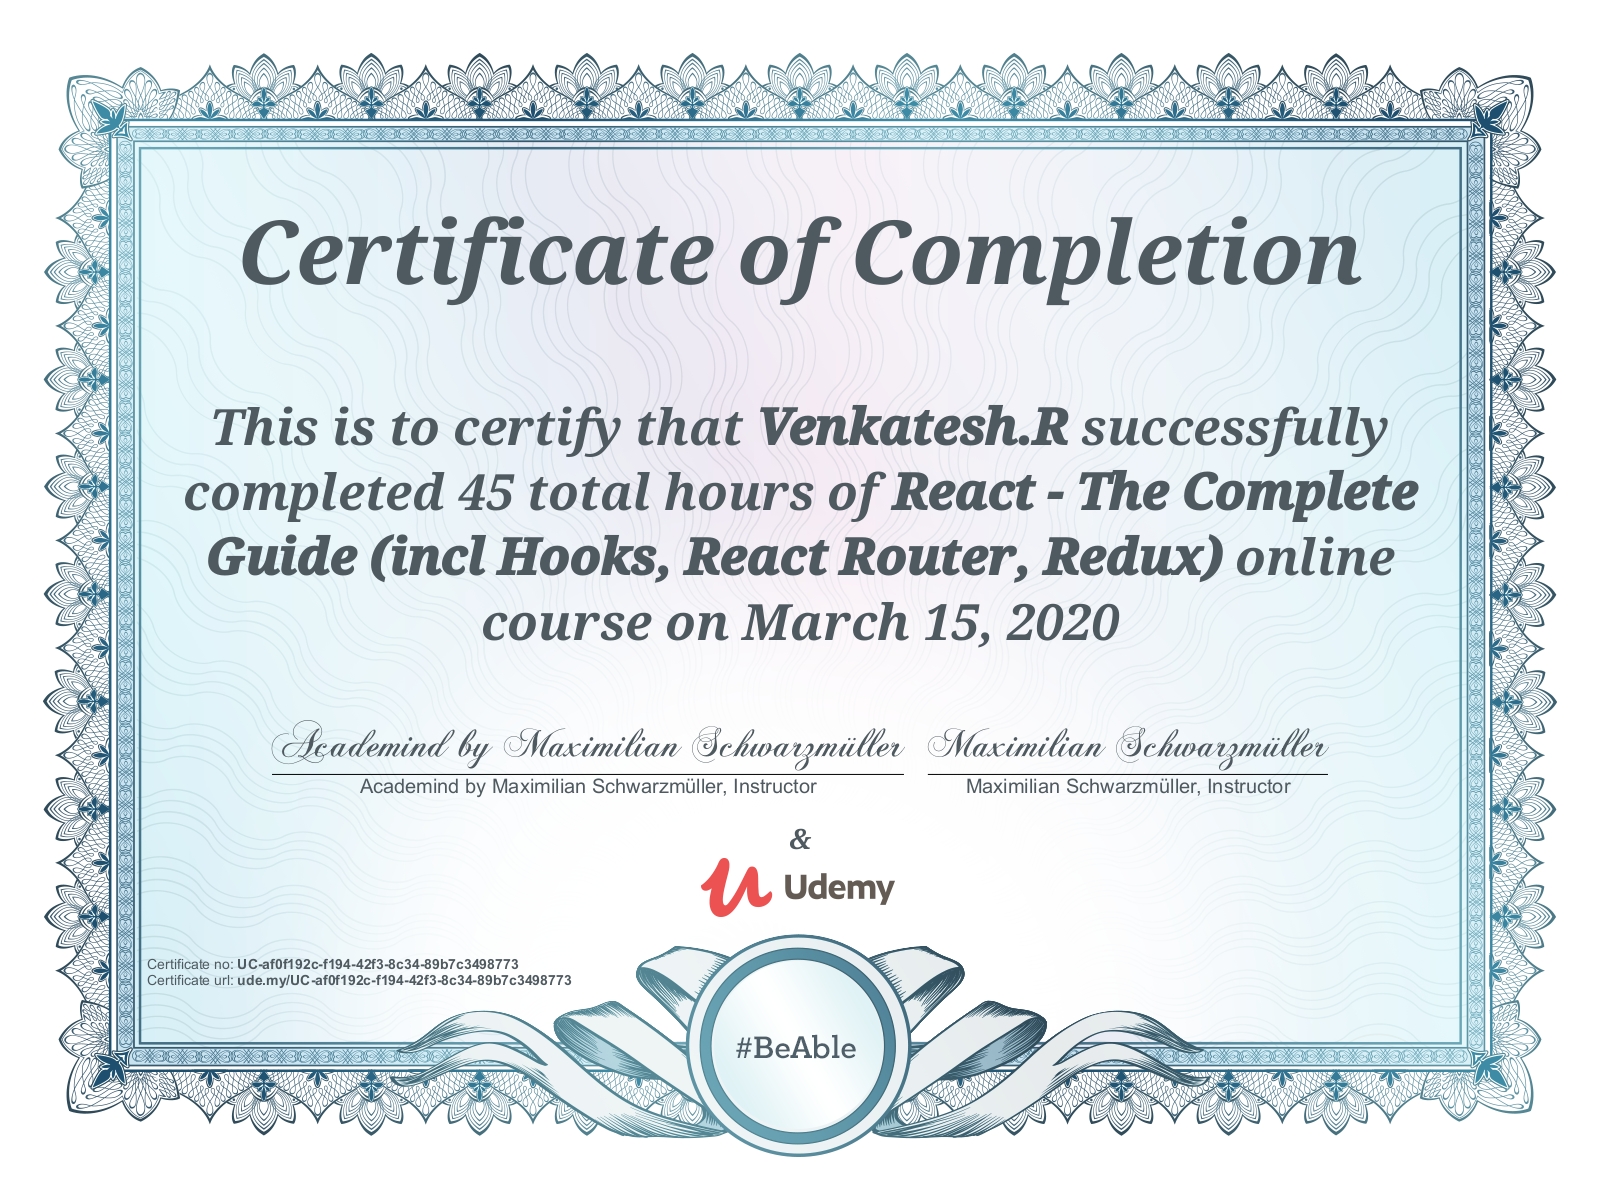 Certificate of Completion
This is to certify that Venkatesh.R successfully
completed 45 total hours of React - The Complete
Guide (incl Hooks, React Router, Redux) online
course on March 15, 2020
Academind by Maximilian Schwarzmüller Maximilian Schwarzmüller
Academind by Maximilian Schwarzmüller, Instructor Maximilian Schwarzmüller, Instructor
&
Udemy
Certificate no: UC-af0f192c-f194-42f3-8c34-89b7c3498773
Certificate url: ude.my/UC-af0f192c-f194-42f3-8c34-89b7c3498773
#BeAble